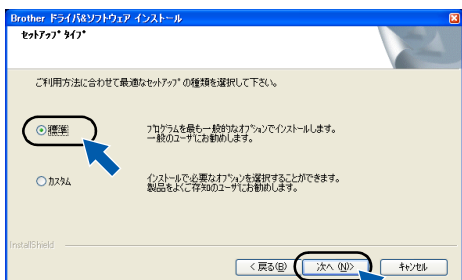 Brother ドライバ&ソフトウェア インストール
セットアップ タイプ
ご利用方法に合わせて最適なセットアップ の種類を選択して下さい。
標準
プログラムを最も一般的なオプションでインストールします。
一般のユーザにお勧めします。
カスタム
インストールで必要なオプションを選択することができます。
製品をよくご存知のユーザにお勧めします。
InstallShield
< 戻る(B)
次へ (N)>
キャンセル